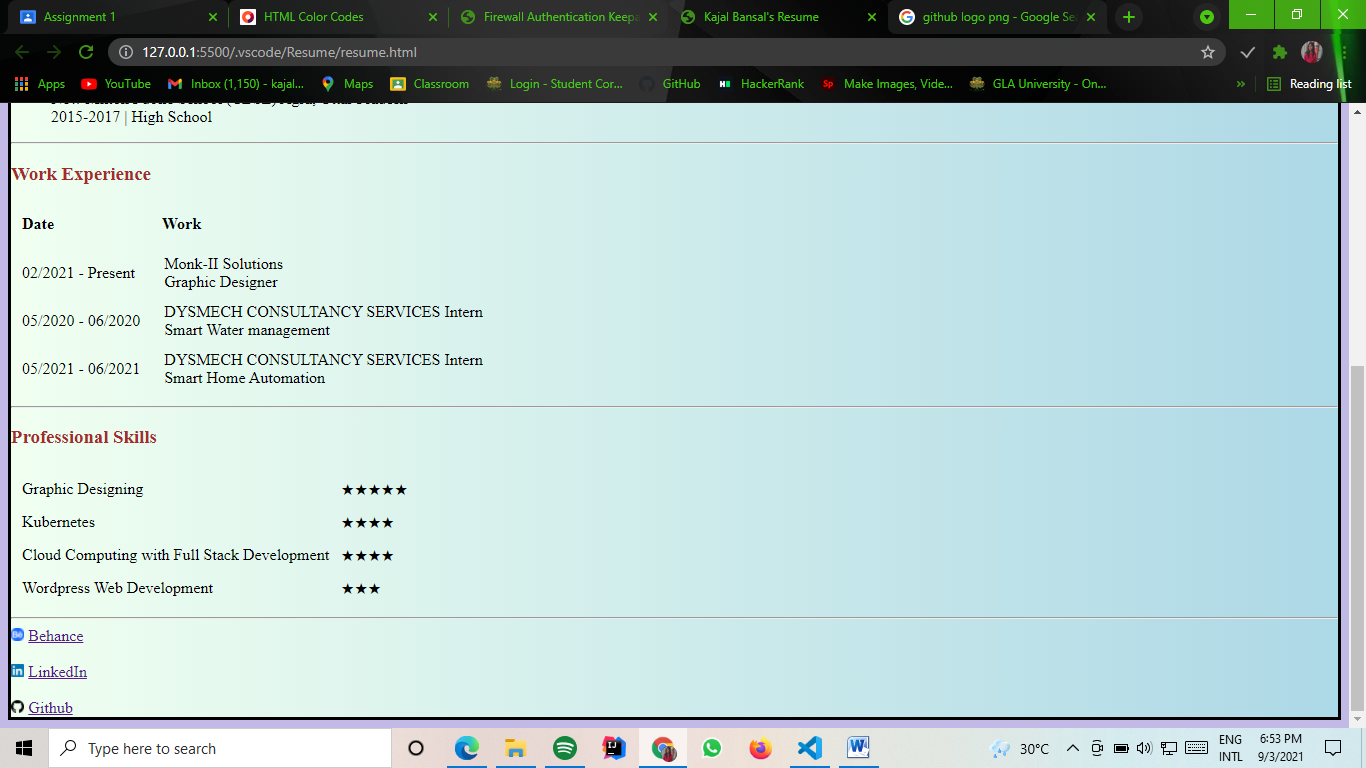 Assignment 1
HTML Color Codes
Firewall Authentication Keepa
Kajal Bansal's Resume
github logo png - Google Se
127.0.0.1:5500/.vscode/Resume/resume.html
Apps
YouTube
Inbox (1,150) - kajal...
Maps
Classroom
Login - Student Cor...
GitHub
HackerRank
Make Images, Vide...
GLA University - On...
»
Reading list
2015-2017 | High School
Work Experience
Date Work
02/2021 - Present
Monk-II Solutions
Graphic Designer
05/2020 - 06/2020
DYSMECH CONSULTANCY SERVICES Intern
Smart Water management
05/2021 - 06/2021
DYSMECH CONSULTANCY SERVICES Intern
Smart Home Automation
Professional Skills
Graphic Designing ★★★★★
Kubernetes ★★★★
Cloud Computing with Full Stack Development ★★★★
Wordpress Web Development ★★★
Behance
LinkedIn
Github
Type here to search
30°C
ENG
INTL
6:53 PM
9/3/2021